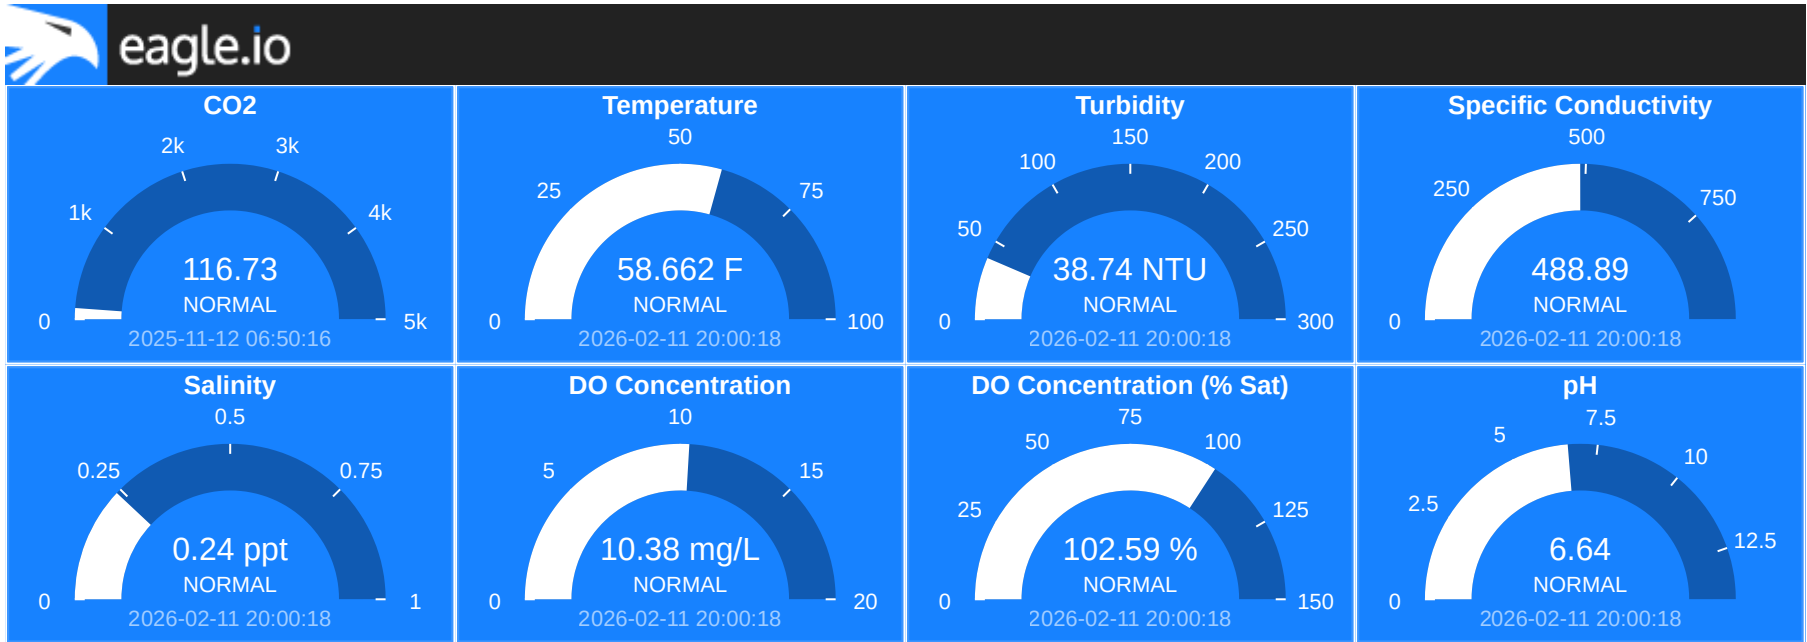 eagle.io
CO2
0
1k
2k
3k
4k
5k
116.73
NORMAL
2025-11-12 06:50:16
Temperature
0
25
50
75
100
58.662 F
NORMAL
2026-02-11 20:00:18
Turbidity
0
50
100
150
200
250
300
38.74 NTU
NORMAL
2026-02-11 20:00:18
Specific Conductivity
0
250
500
750
488.89
NORMAL
2026-02-11 20:00:18
Salinity
0
0.25
0.5
0.75
1
0.24 ppt
NORMAL
2026-02-11 20:00:18
DO Concentration
0
5
10
15
20
10.38 mg/L
NORMAL
2026-02-11 20:00:18
DO Concentration (% Sat)
0
25
50
75
100
125
150
102.59 %
NORMAL
2026-02-11 20:00:18
pH
0
2.5
5
7.5
10
12.5
6.64
NORMAL
2026-02-11 20:00:18